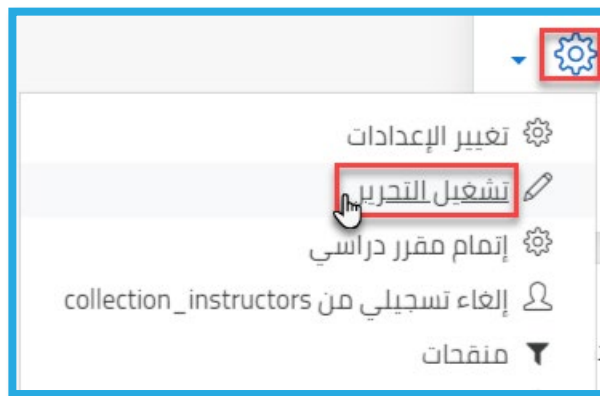 تغيير الإعدادات
تشغيل التحرير
إتمام مقرر دراسي
إلغاء تسجيلي من collection_instructors
منقحات